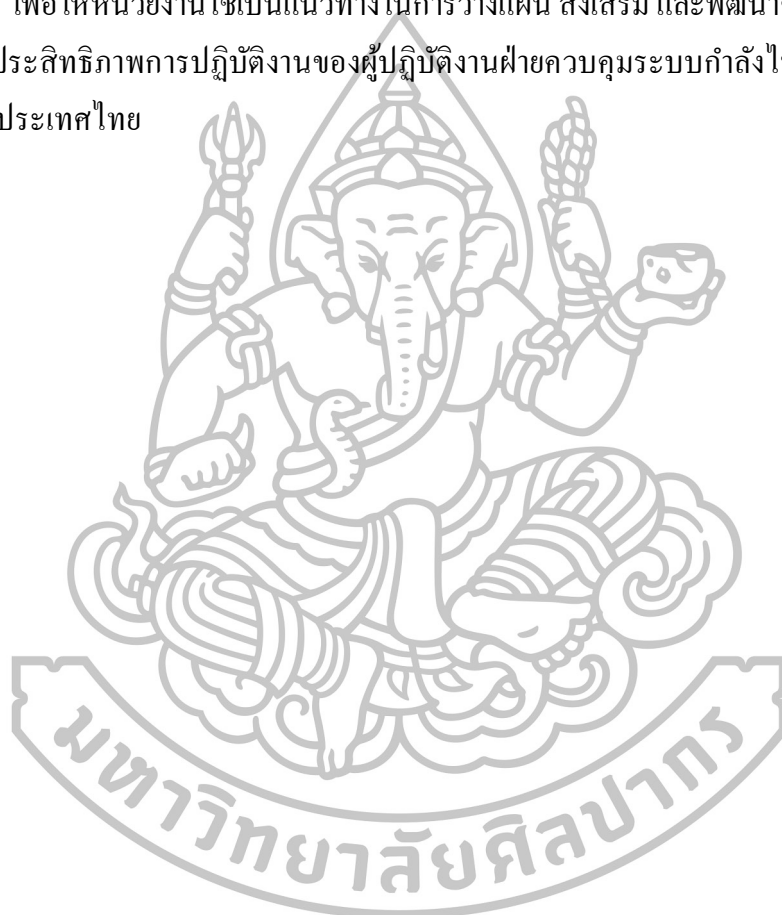 เพื่อให้หน่วยงานใช้เป็นแนวทางในการวางแผน ส่งเสริม และพัฒนา
ประสิทธิภาพการปฏิบัติงานของผู้ปฏิบัติงานฝ่ายควบคุมระบบกำลัง
ประเทศไทย
มหาวิทยาลัยศิลปากร